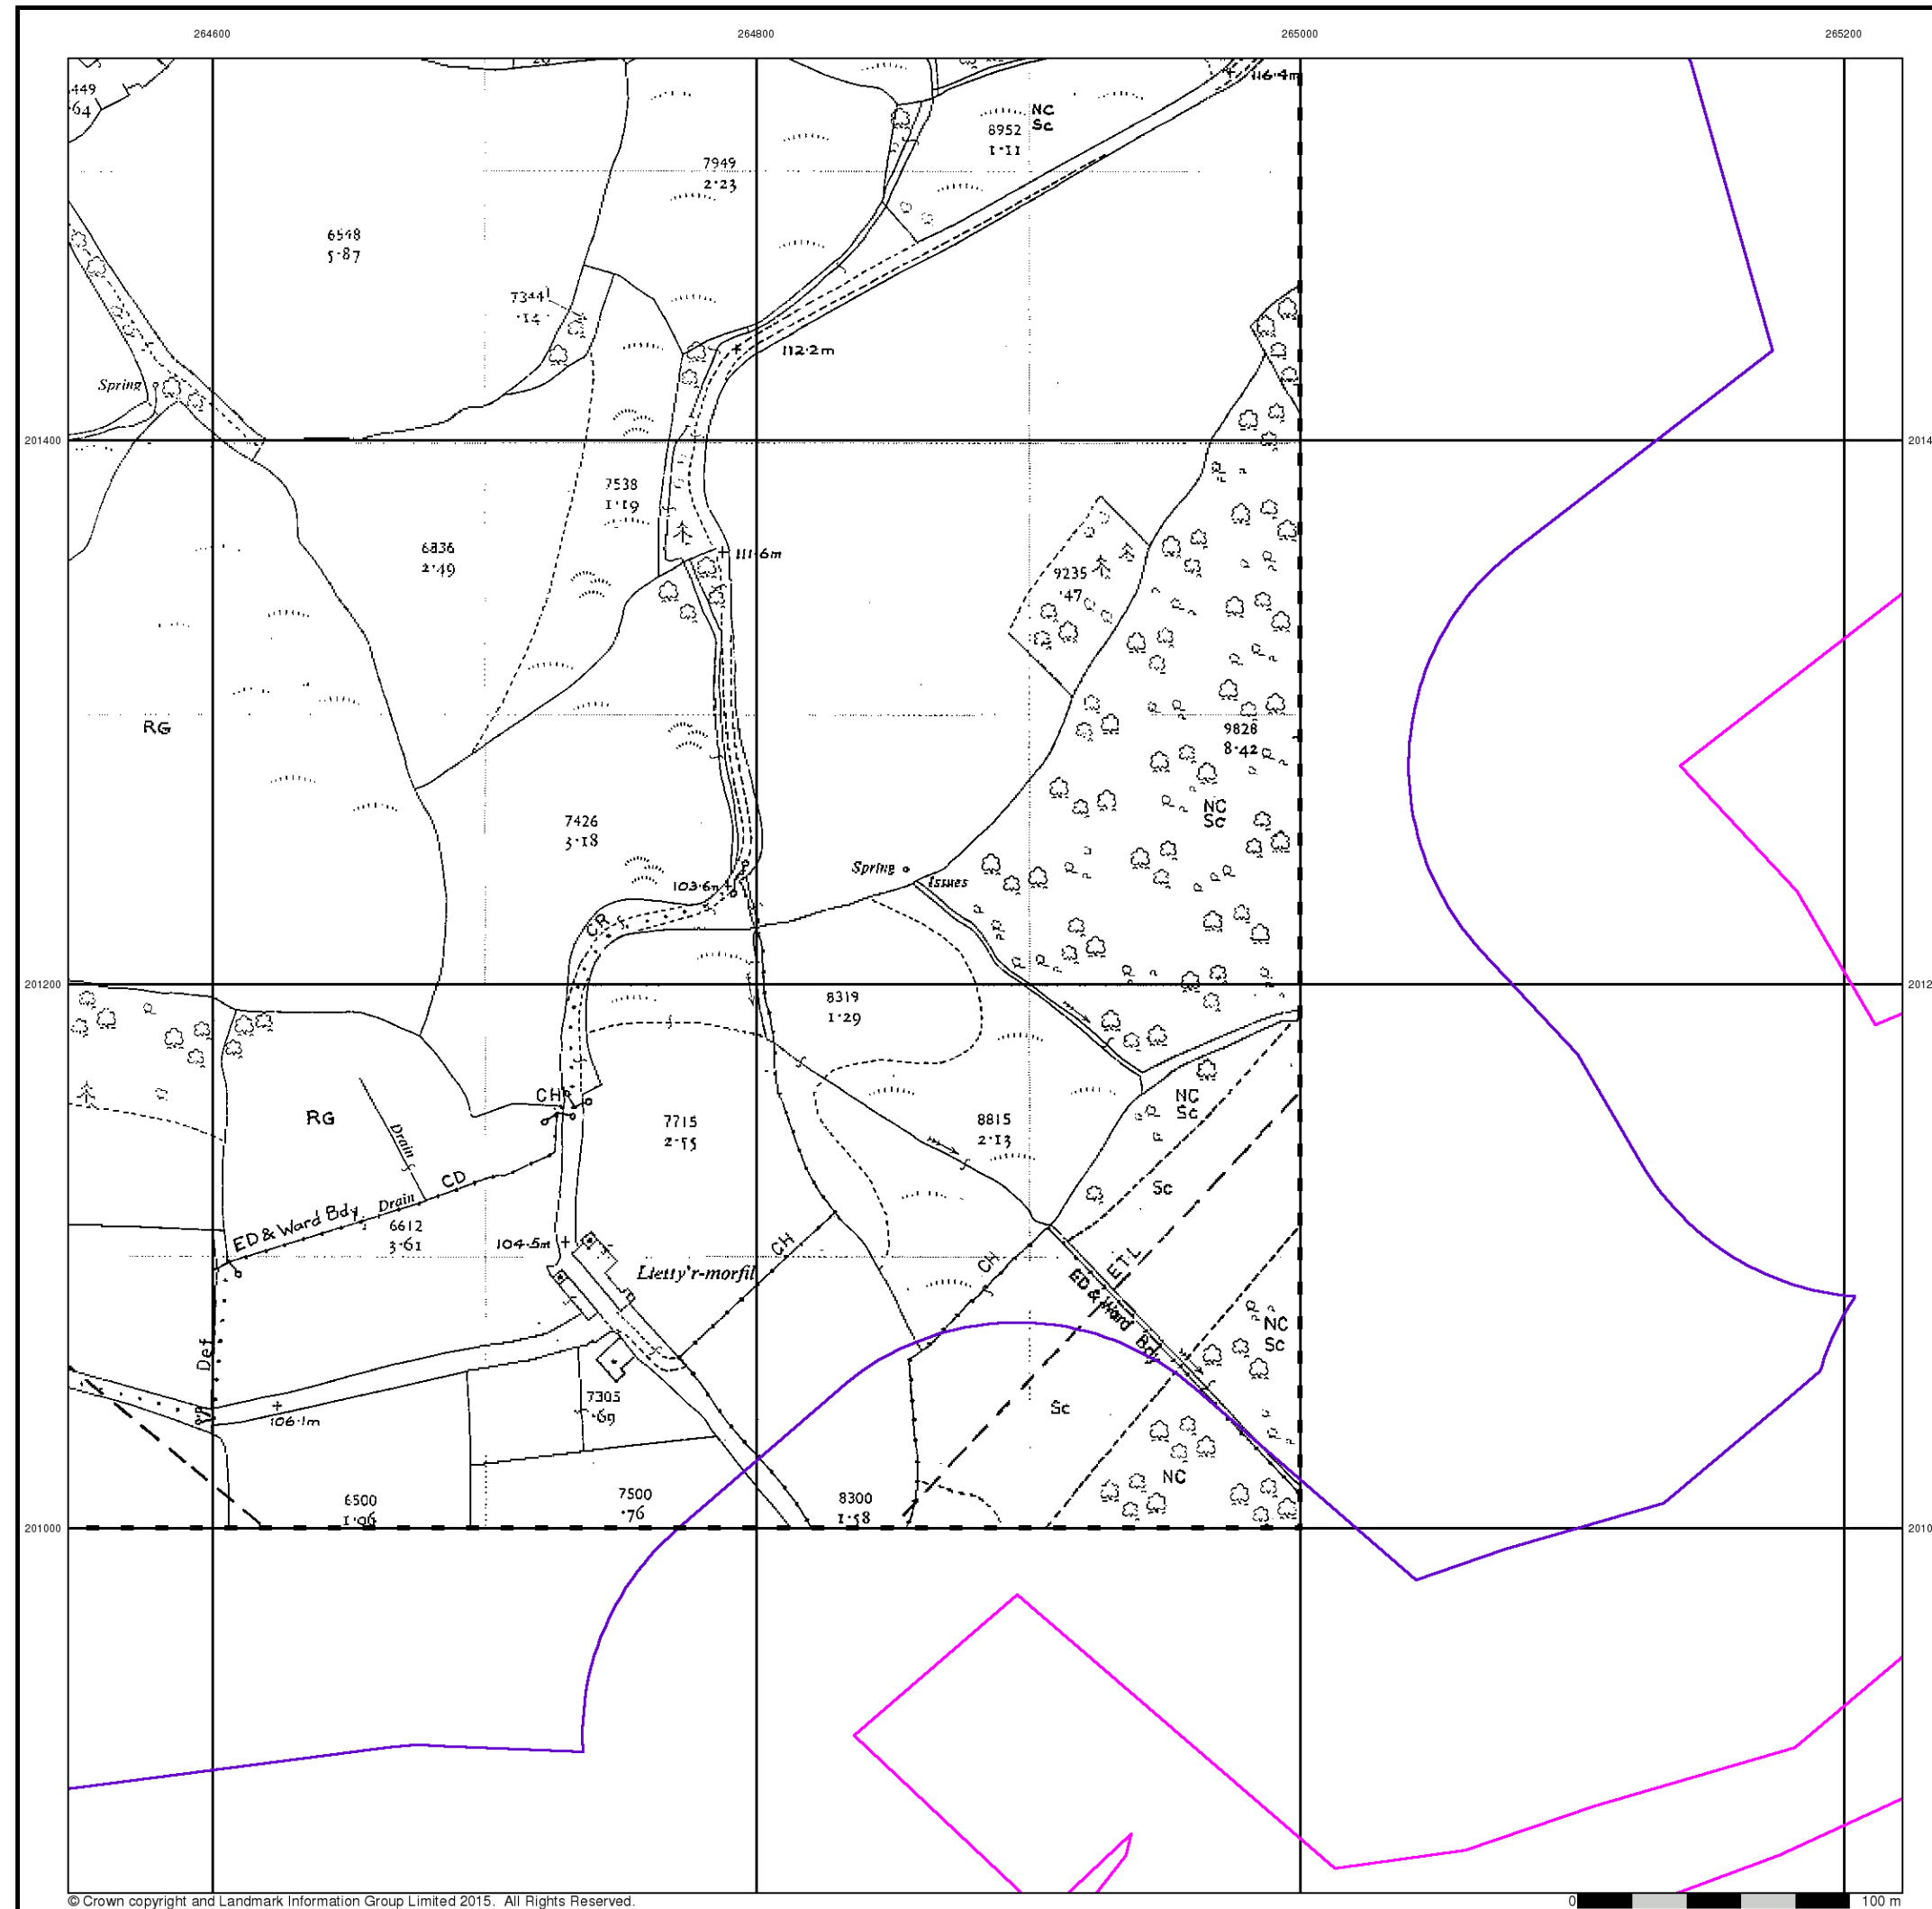 264600
264800
265000
265200
449
·64
116·4m
NC
Sc
8952
1·11
7949
2·23
6548
5·87
7344
·14
112·2m
Spring
201400
2014
7538
1·19
6836
2·49
111·6m
9235
·47
RG
9828
8·42
NC
Sc
7426
3·18
Spring
Issues
103·6m
CR
201200
2012
8319
1·29
CH
NC
Sc
RG
Drain
7715
2·55
8815
2·13
CD
Drain
ED & Ward Bdy
6612
3·61
Sc
104·5m
CH
CH
ETL
Lletty'r-morfil
ED & Ward Bdy
NC
Sc
Def
7305
·69
Sc
106·1m
NC
6500
1·96
7500
·76
8300
1·58
201000
2010
© Crown copyright and Landmark Information Group Limited 2015. All Rights Reserved.
0
100 m